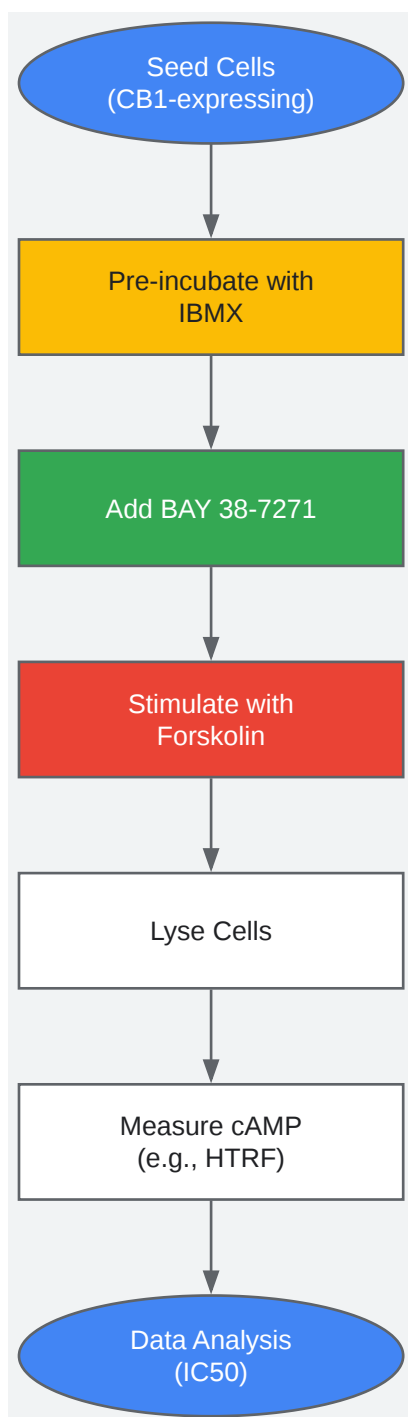 Seed Cells
(CB1-expressing)
Pre-incubate with
IBMX
Add BAY 38-7271
Stimulate with
Forskolin
Lyse Cells
Measure cAMP
(e.g., HTRF)
Data Analysis
(IC50)